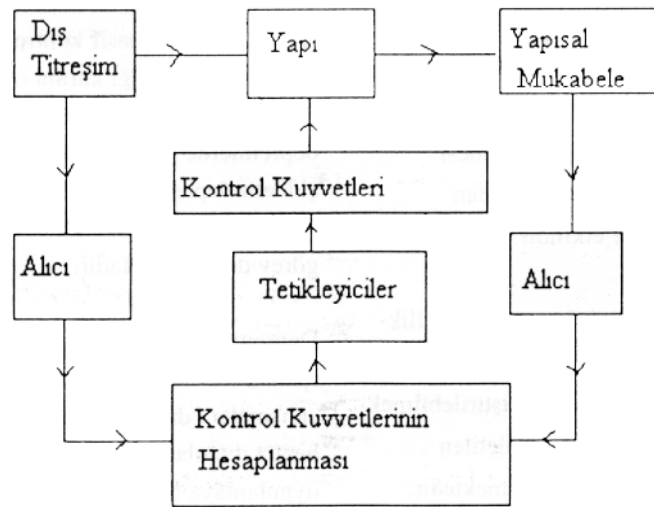 Dış
Titreşim
Yapı
Yapısal
Mukabele
Kontrol Kuvvetleri
Alıcı
Tetikleyiciler
Alıcı
Kontrol Kuvvetlerinin
Hesaplanması